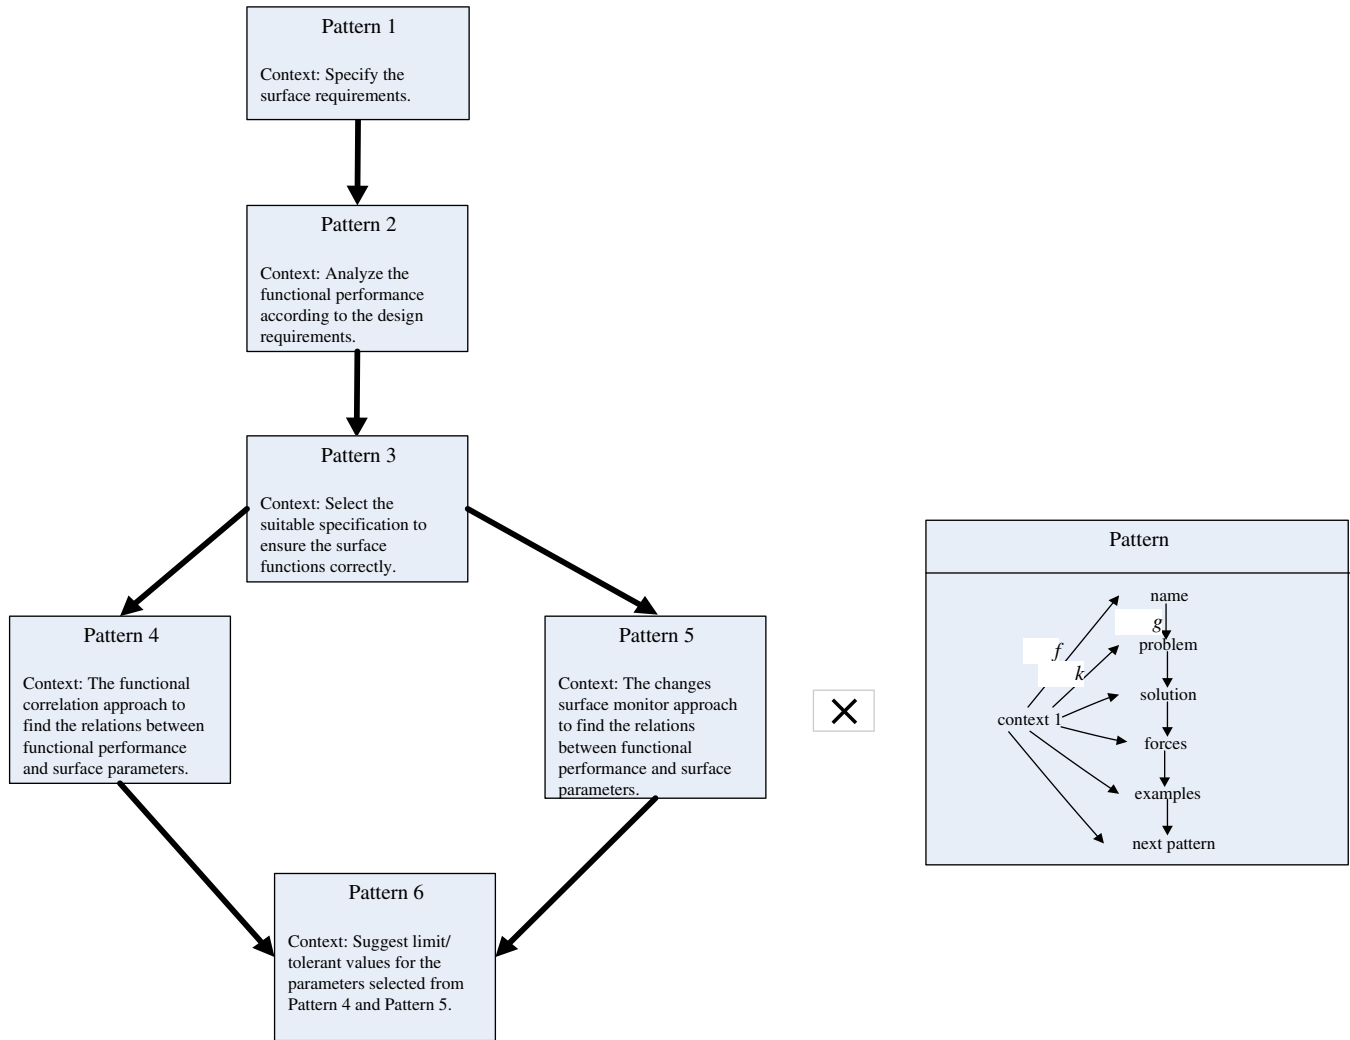 Pattern 1
Context: Specify the
surface requirements.
Pattern 2
Context: Analyze the
functional performance
according to the design
requirements.
Pattern 3
Context: Select the
suitable specification to
ensure the surface
functions correctly.
Pattern 4
Context: The functional
correlation approach to
find the relations between
functional performance
and surface parameters.
Pattern 5
Context: The changes
surface monitor approach
to find the relations
between functional
performance and surface
parameters.
Pattern 6
Context: Suggest limit/
tolerant values for the
parameters selected from
Pattern 4 and Pattern 5.
×
Pattern
name
g
problem
f
k
solution
context 1
forces
examples
next pattern